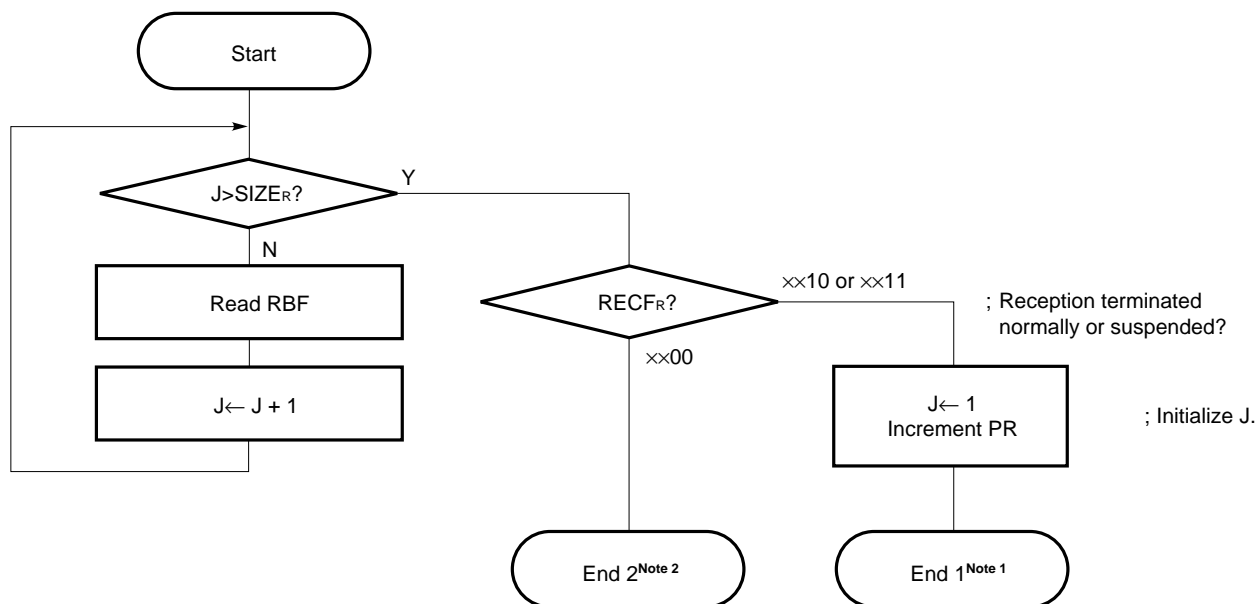 Start
J>SIZER?
Y
N
Read RBF
J← J + 1
RECFR?
××10 or ××11
; Reception terminated
normally or suspended?
××00
J← 1
Increment PR
; Initialize J.
End 2Note 2
End 1Note 1